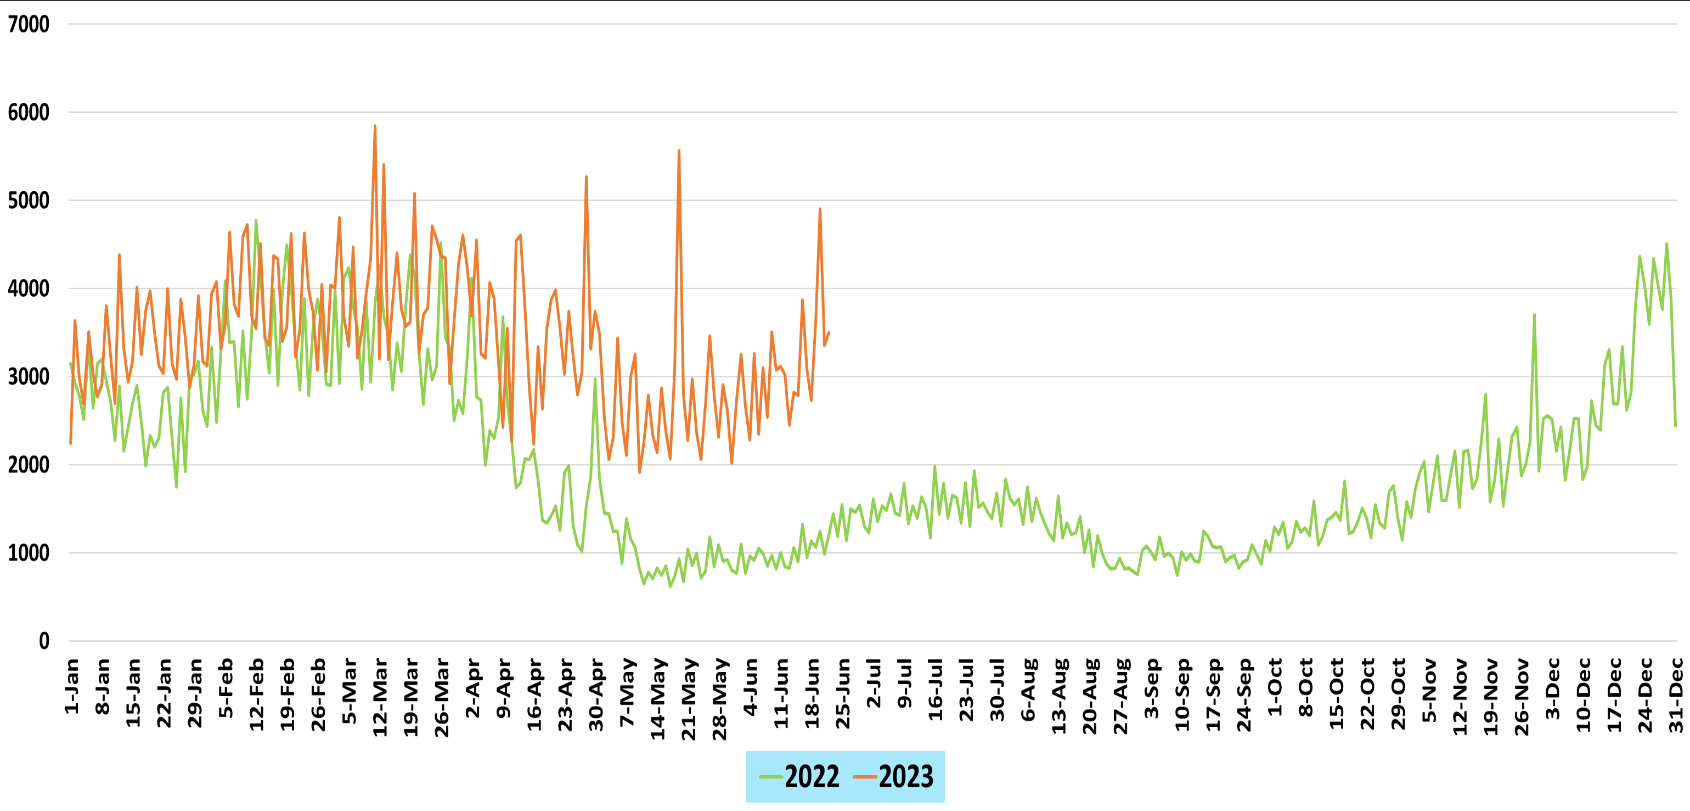 7000
6000
5000
4000
3000
2000
1000
0
1-Jan
8-Jan
15-Jan
22-Jan
29-Jan
5-Feb
12-Feb
19-Feb
26-Feb
5-Mar
12-Mar
19-Mar
26-Mar
2-Apr
9-Apr
16-Apr
23-Apr
30-Apr
7-May
14-May
21-May
28-May
4-Jun
11-Jun
18-Jun
25-Jun
2-Jul
9-Jul
16-Jul
23-Jul
30-Jul
6-Aug
13-Aug
20-Aug
27-Aug
3-Sep
10-Sep
17-Sep
24-Sep
1-Oct
8-Oct
15-Oct
22-Oct
29-Oct
5-Nov
12-Nov
19-Nov
26-Nov
3-Dec
10-Dec
17-Dec
24-Dec
31-Dec
2022 2023